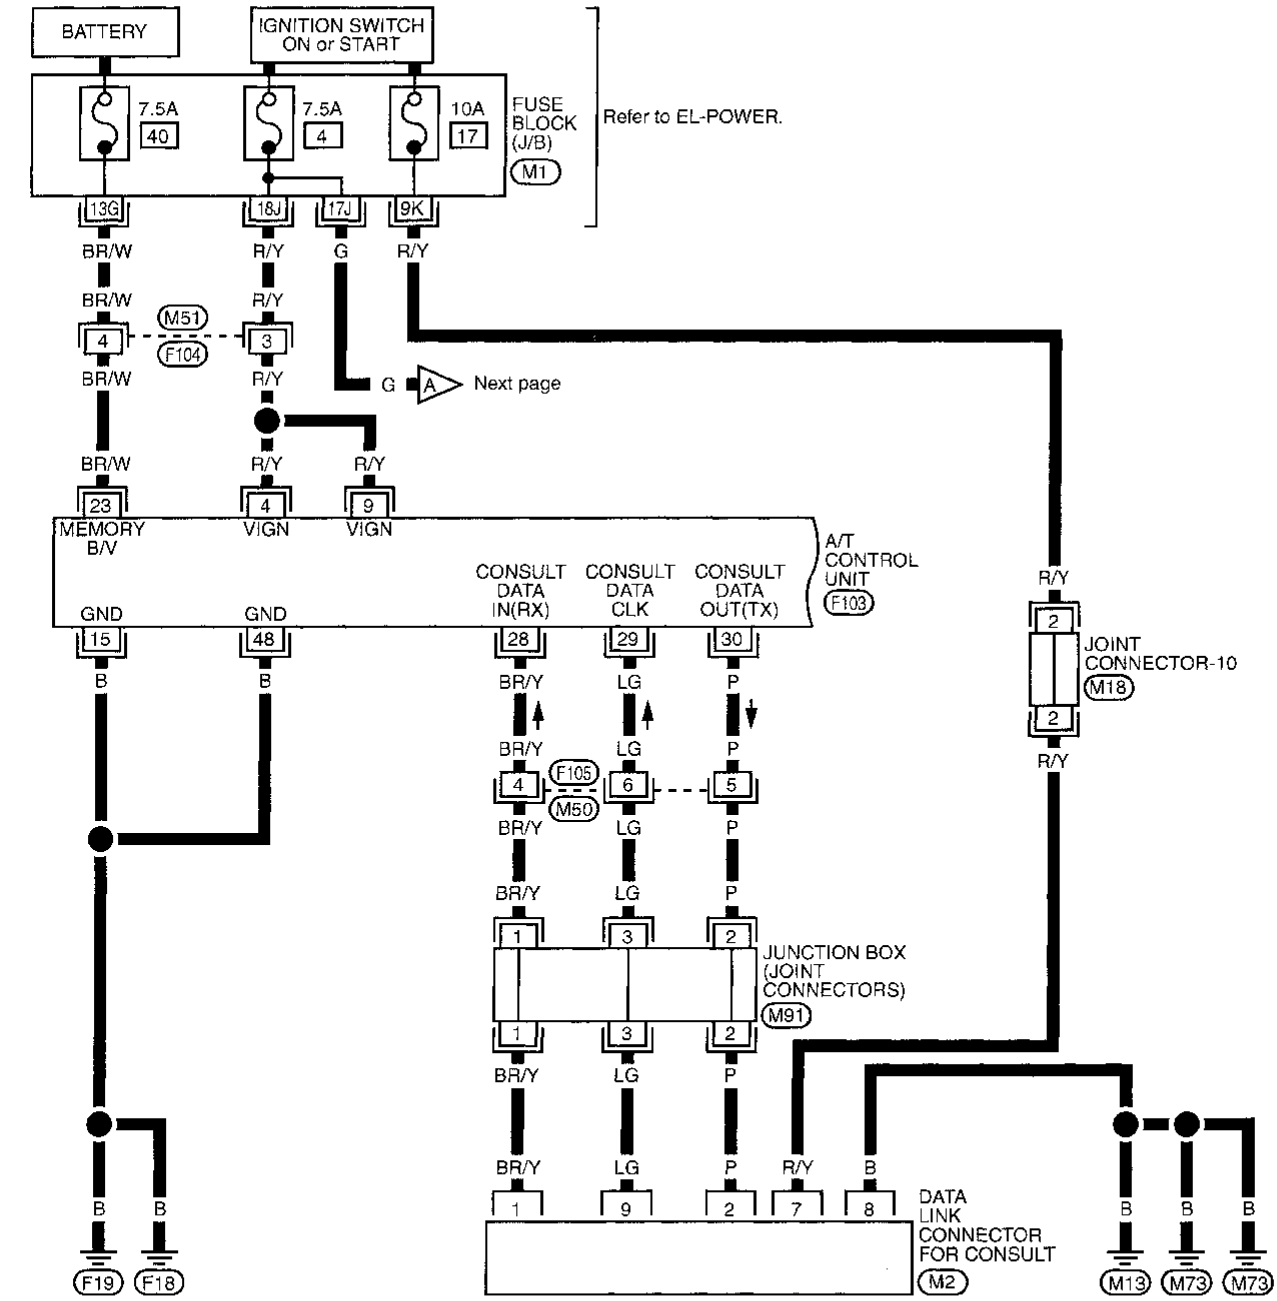 BATTERY
IGNITION SWITCH
ON or START
7.5A
40
7.5A
4
10A
17
FUSE
BLOCK
(J/B)
M1
Refer to EL-POWER.
13G
18J
17J
9K
BR/W
R/Y
G
R/Y
BR/W
R/Y
M51
4
3
F104
BR/W
R/Y
G
A
Next page
BR/W
R/Y
R/Y
23
4
9
MEMORY
B/V
VIGN
VIGN
A/T
CONTROL
UNIT
F103
CONSULT
DATA
IN(RX)
CONSULT
DATA
CLK
CONSULT
DATA
OUT(TX)
GND
GND
15
48
28
29
30
R/Y
2
JOINT
CONNECTOR-10
M18
2
R/Y
B
B
BR/Y
LG
P
BR/Y
LG
P
F105
4
6
5
M50
BR/Y
LG
P
BR/Y
LG
P
1
3
2
JUNCTION BOX
(JOINT
CONNECTORS)
M91
1
3
2
BR/Y
LG
P
BR/Y
LG
P
R/Y
B
1
9
2
7
8
DATA
LINK
CONNECTOR
FOR CONSULT
M2
B
B
F19
F18
B
B
B
M13
M73
M73